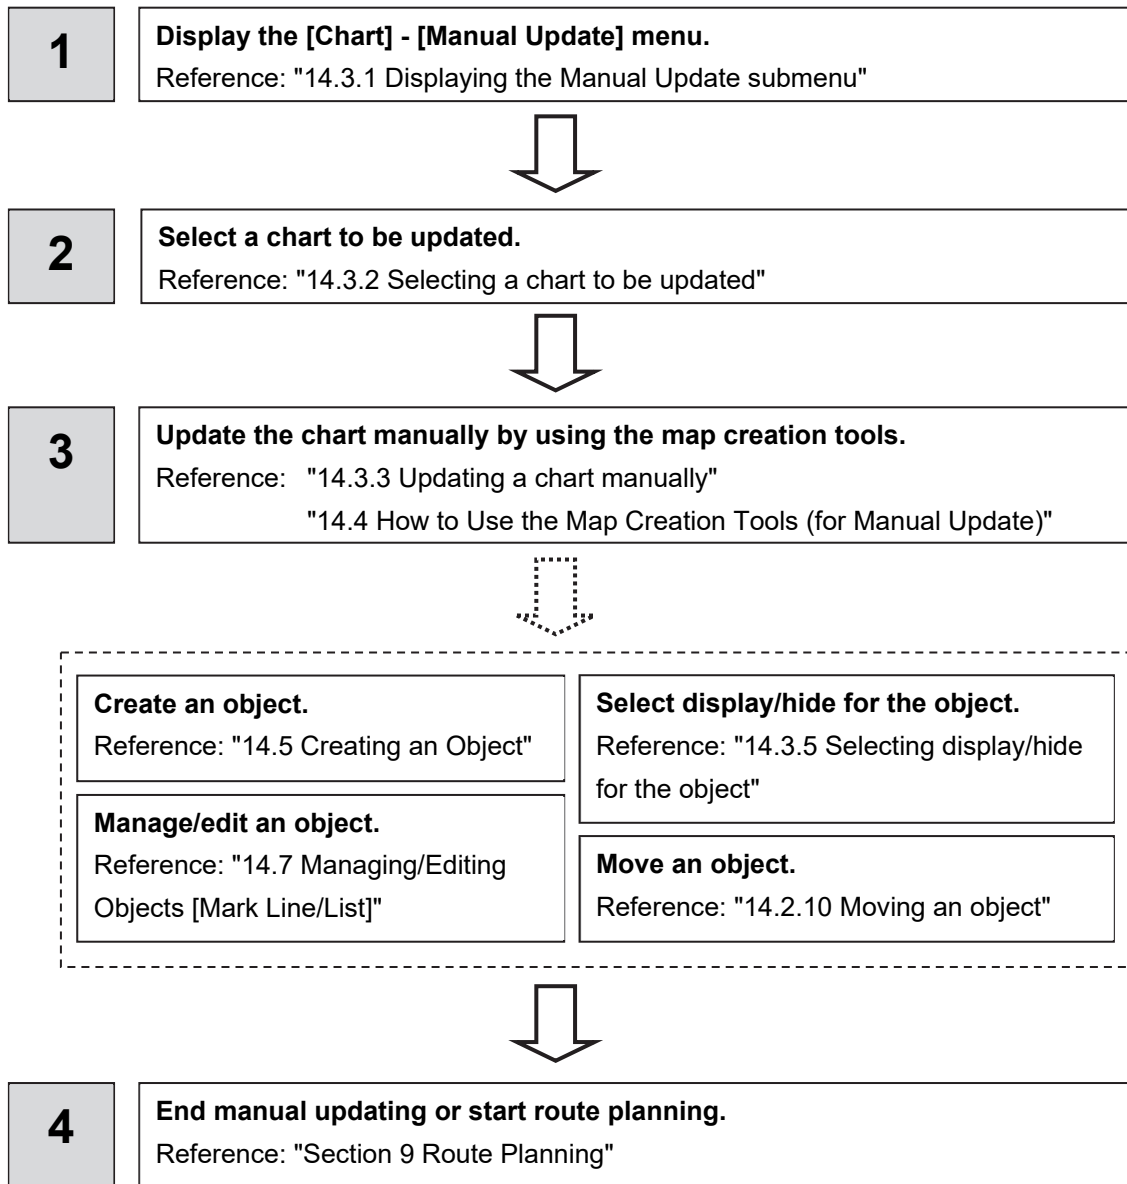 1
Display the [Chart] - [Manual Update] menu.
Reference: "14.3.1 Displaying the Manual Update submenu"
2
Select a chart to be updated.
Reference: "14.3.2 Selecting a chart to be updated"
3
Update the chart manually by using the map creation tools.
Reference: "14.3.3 Updating a chart manually"
"14.4 How to Use the Map Creation Tools (for Manual Update)"
Create an object.
Reference: "14.5 Creating an Object"
Manage/edit an object.
Reference: "14.7 Managing/Editing
Objects [Mark Line/List]"
Select display/hide for the object.
Reference: "14.3.5 Selecting display/hide
for the object"
Move an object.
Reference: "14.2.10 Moving an object"
4
End manual updating or start route planning.
Reference: "Section 9 Route Planning"